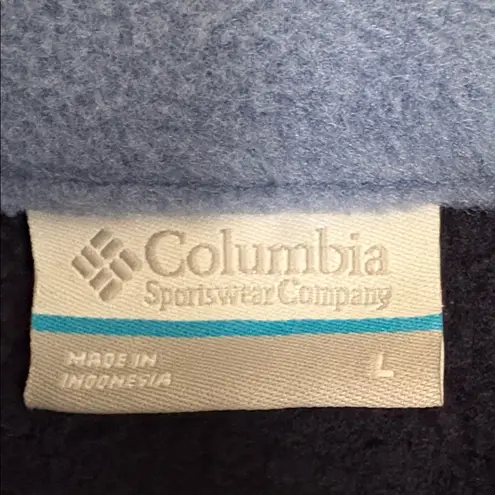 Columbia
Sportswear Company
MADE IN
INDONESIA
L